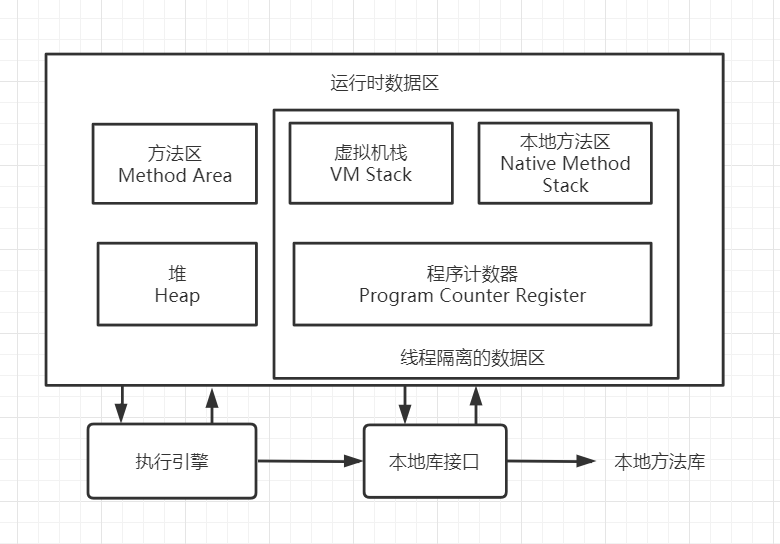 运行时数据区
方法区
Method Area
虚拟机栈
VM Stack
本地方法区
Native Method
Stack
堆
Heap
程序计数器
Program Counter Register
线程隔离的数据区
执行引擎
本地库接口
本地方法库